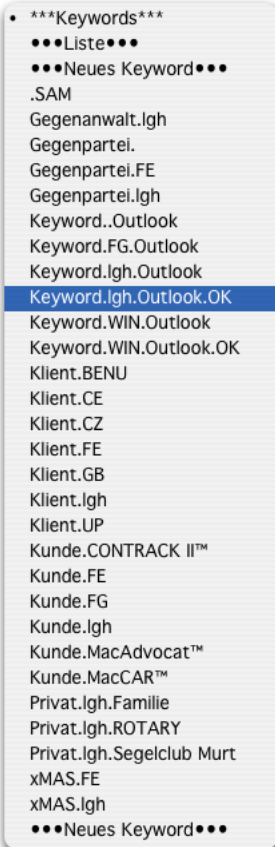 • ***Keywords***
•••Liste•••
•••Neues Keyword•••
.SAM
Gegenanwalt.lgh
Gegenpartei.
Gegenpartei.FE
Gegenpartei.lgh
Keyword..Outlook
Keyword.FG.Outlook
Keyword.lgh.Outlook
Keyword.lgh.Outlook.OK
Keyword.WIN.Outlook
Keyword.WIN.Outlook.OK
Klient.BENU
Klient.CE
Klient.CZ
Klient.FE
Klient.GB
Klient.lgh
Klient.UP
Kunde.CONTRACK II™
Kunde.FE
Kunde.FG
Kunde.lgh
Kunde.MacAdvocat™
Kunde.MacCAR™
Privat.lgh.Familie
Privat.lgh.ROTARY
Privat.lgh.Segelclub Murt
xMAS.FE
xMAS.lgh
•••Neues Keyword•••